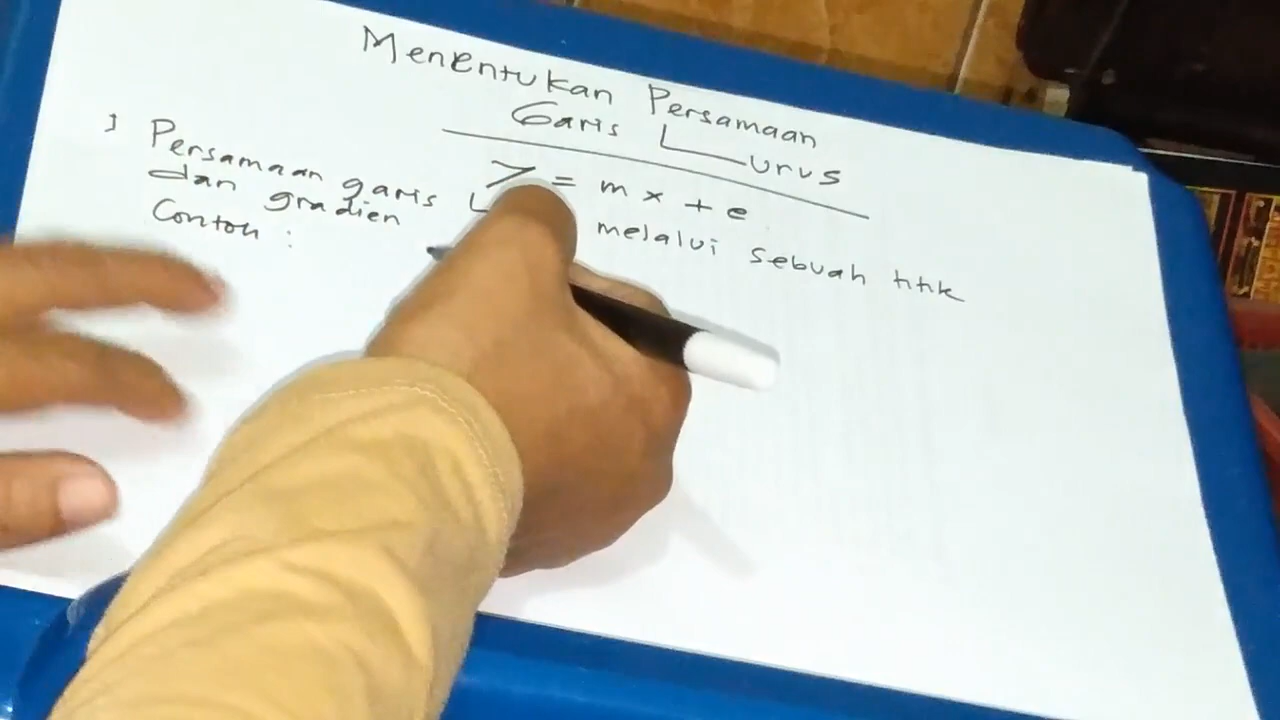 Menentukan Persamaan
Garis Lurus
= mx + c
1 Persamaan garis melalui sebuah titik
dan gradien
Contoh :